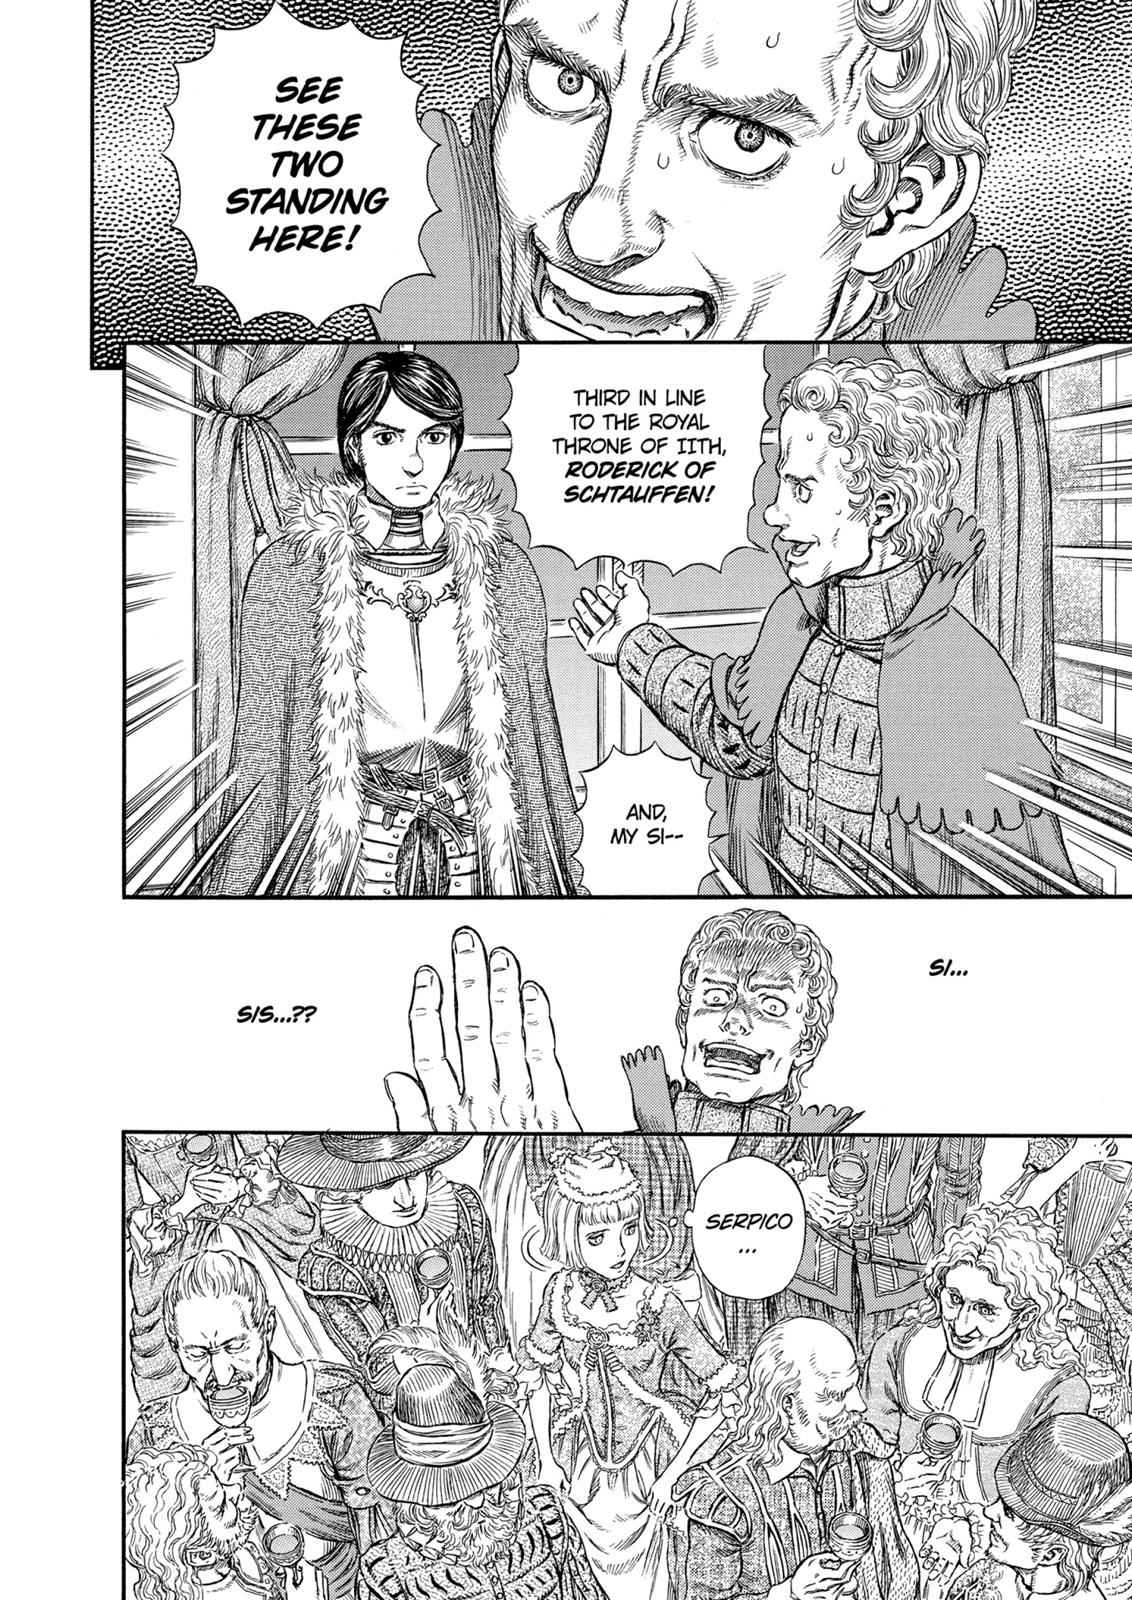 SEE
THESE
TWO
STANDING
HERE!
THIRD IN LINE
TO THE ROYAL
THRONE OF IITH,
RODERICK OF
SCHTAUFFEN!
AND,
MY SI--
SI...
SIS...??
SERPICO
...